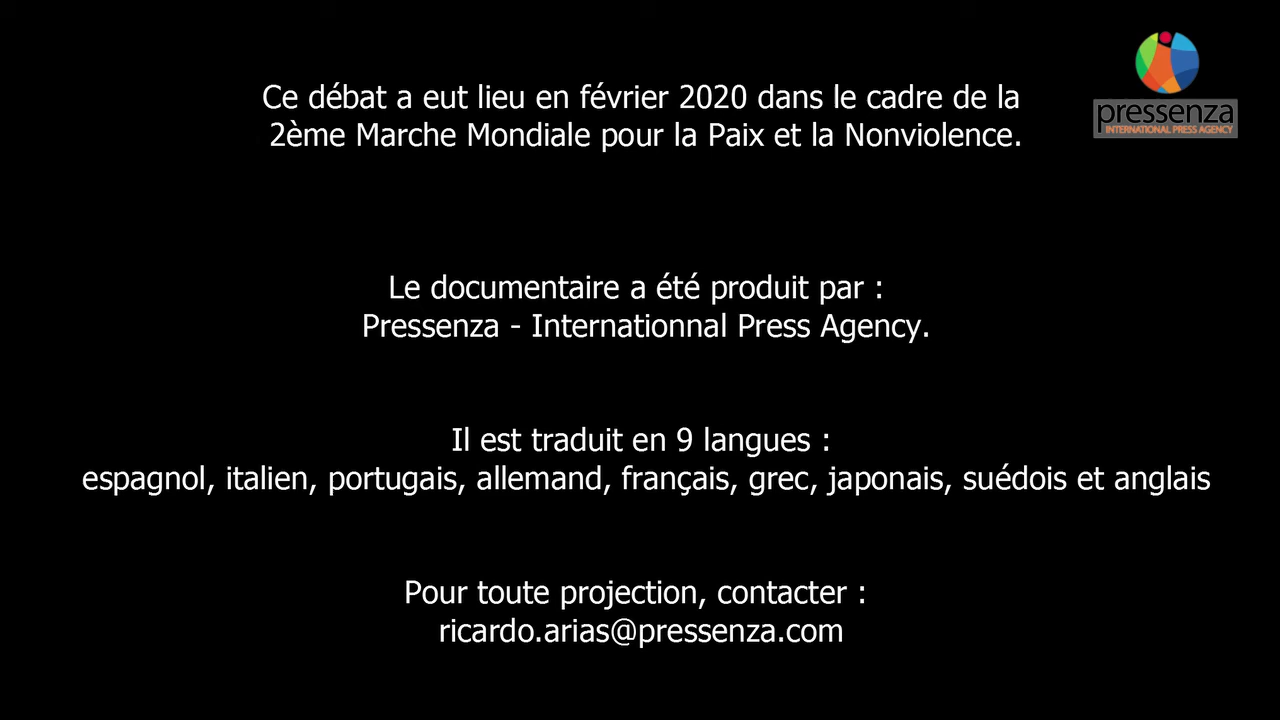 Ce débat a eut lieu en février 2020 dans le cadre de la
2ème Marche Mondiale pour la Paix et la Nonviolence.
pressenza
INTERNATIONAL PRESS AGENCY
Le documentaire a été produit par :
Pressenza - Internationnal Press Agency.
Il est traduit en 9 langues :
espagnol, italien, portugais, allemand, français, grec, japonais, suédois et anglais
Pour toute projection, contacter :
ricardo.arias@pressenza.com